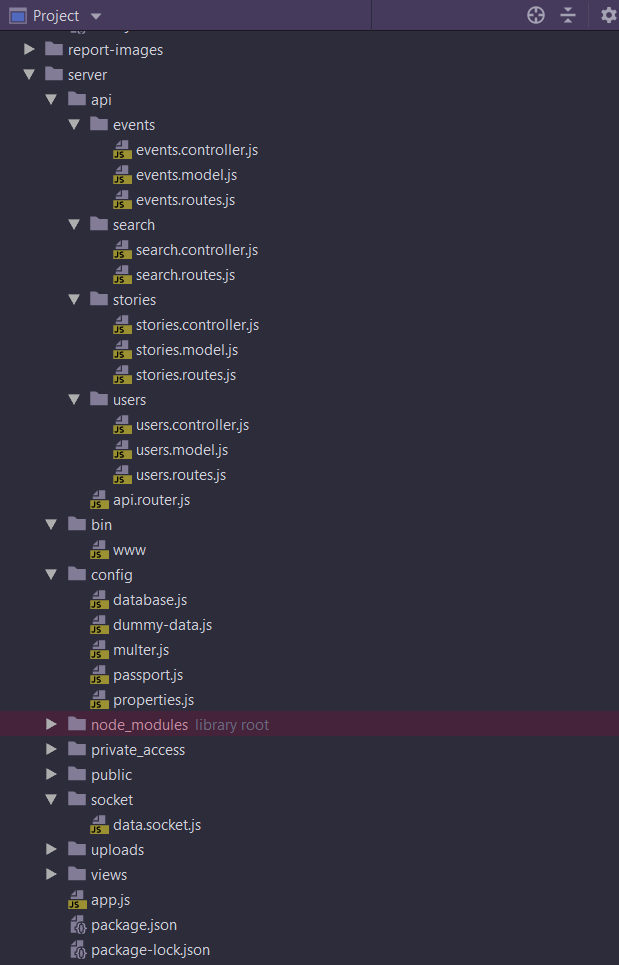 Project
report-images
server
api
events
events.controller.js
events.model.js
events.routes.js
search
search.controller.js
search.routes.js
stories
stories.controller.js
stories.model.js
stories.routes.js
users
users.controller.js
users.model.js
users.routes.js
api.router.js
bin
www
config
database.js
dummy-data.js
multer.js
passport.js
properties.js
node_modules library root
private_access
public
socket
data.socket.js
uploads
views
app.js
package.json
package-lock.json